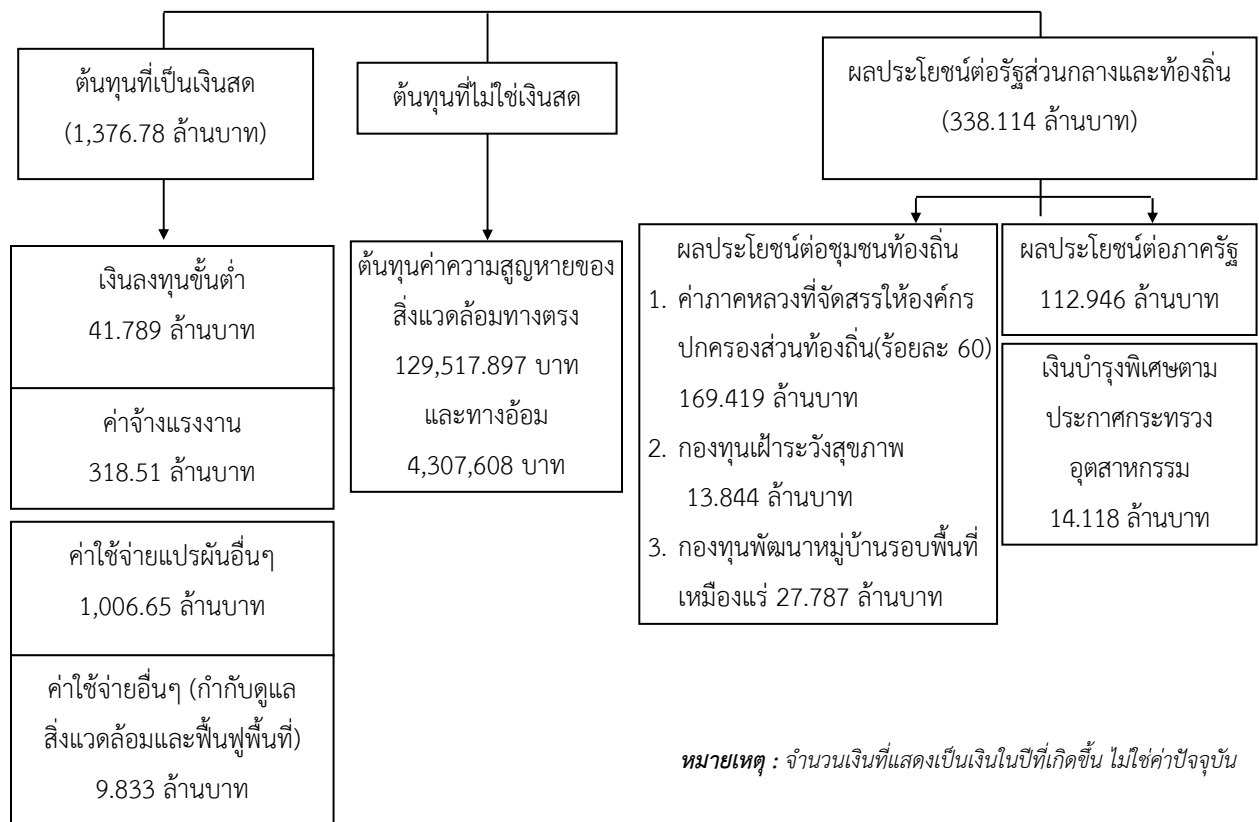 ต้นทุนที่เป็นเงินสด
(1,376.78 ล้านบาท)
ต้นทุนที่ไม่ใช่เงินสด
ผลประโยชน์ต่อรัฐส่วนกลางและท้องถิ่น
(338.114 ล้านบาท)
เงินลงทุนขั้นต่ำ
41.789 ล้านบาท
ค่าจ้างแรงงาน
318.51 ล้านบาท
ค่าใช้จ่ายแปรผันอื่นๆ
1,006.65 ล้านบาท
ค่าใช้จ่ายอื่นๆ (กำกับดูแล
สิ่งแวดล้อมและฟื้นฟูพื้นที่)
9.833 ล้านบาท
ต้นทุนค่าความสูญหายของ
สิ่งแวดล้อมทางตรง
129,517.897 บาท
และทางอ้อม
4,307,608 บาท
ผลประโยชน์ต่อชุมชนท้องถิ่น
1. ค่าภาคหลวงที่จัดสรรให้องค์กร
ปกครองส่วนท้องถิ่น(ร้อยละ 60)
169.419 ล้านบาท
2. กองทุนเฝ้าระวังสุขภาพ
13.844 ล้านบาท
3. กองทุนพัฒนาหมู่บ้านรอบพื้นที่
เหมืองแร่ 27.787 ล้านบาท
ผลประโยชน์ต่อภาครัฐ
112.946 ล้านบาท
เงินบำรุงพิเศษตาม
ประกาศกระทรวง
อุตสาหกรรม
14.118 ล้านบาท
หมายเหตุ : จำนวนเงินที่แสดงเป็นเงินในปีที่เกิดขึ้น ไม่ใช่ค่าปัจจุบัน